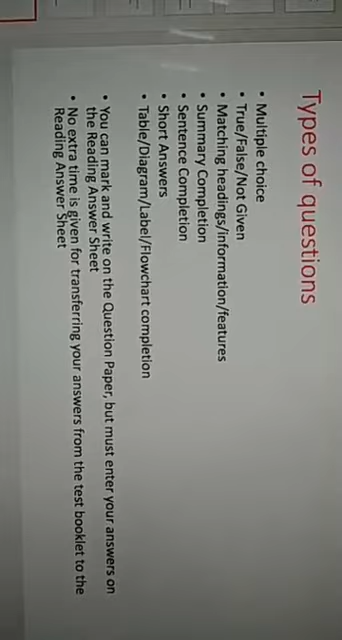 Types of questions
• Multiple choice
• True/False/Not Given
• Matching headings/information/features
• Summary Completion
• Sentence Completion
• Short Answers
• Table/Diagram/Label/Flowchart completion
• You can mark and write on the Question Paper, but must enter your answers on
the Reading Answer Sheet
• No extra time is given for transferring your answers from the test booklet to the
Reading Answer Sheet